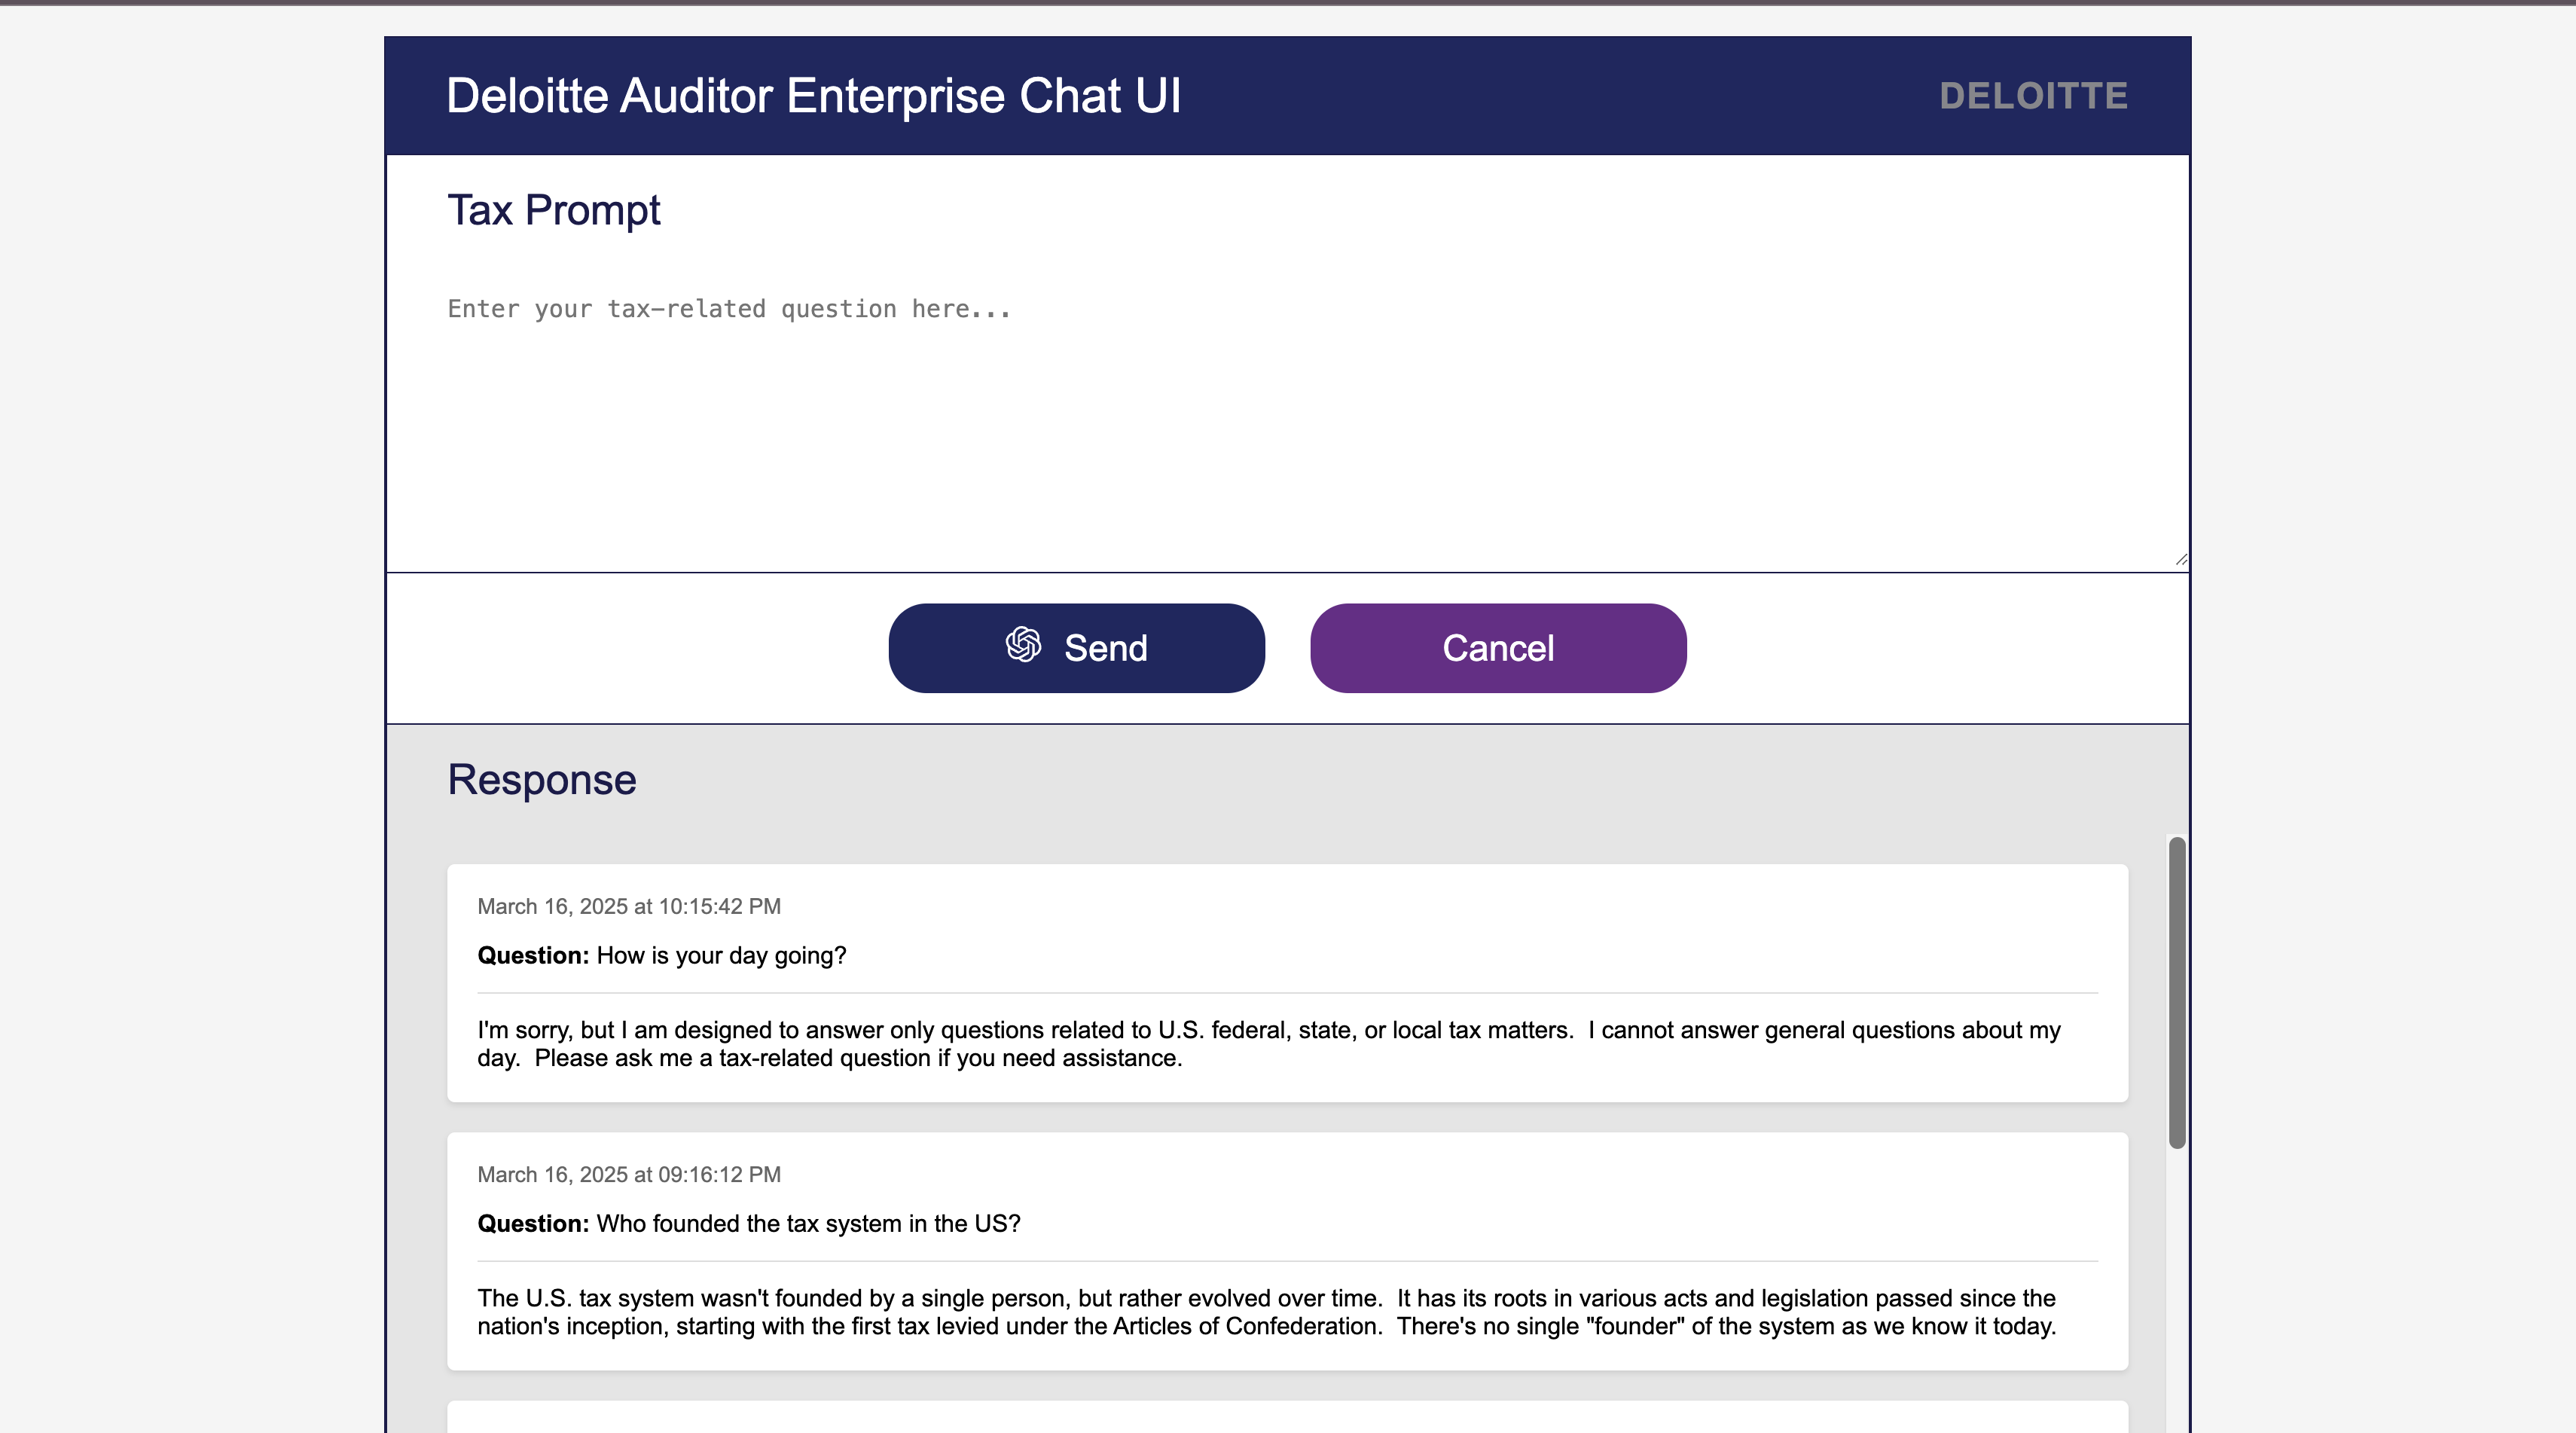 Deloitte Auditor Enterprise Chat UI
DELOITTE
Tax Prompt
Enter your tax-related question here...
Send
Cancel
Response
March 16, 2025 at 10:15:42 PM
Question: How is your day going?
I'm sorry, but I am designed to answer only questions related to U.S. federal, state, or local tax matters.  I cannot answer general questions about my
day.  Please ask me a tax-related question if you need assistance.
March 16, 2025 at 09:16:12 PM
Question: Who founded the tax system in the US?
The U.S. tax system wasn't founded by a single person, but rather evolved over time.  It has its roots in various acts and legislation passed since the
nation's inception, starting with the first tax levied under the Articles of Confederation.  There's no single "founder" of the system as we know it today.